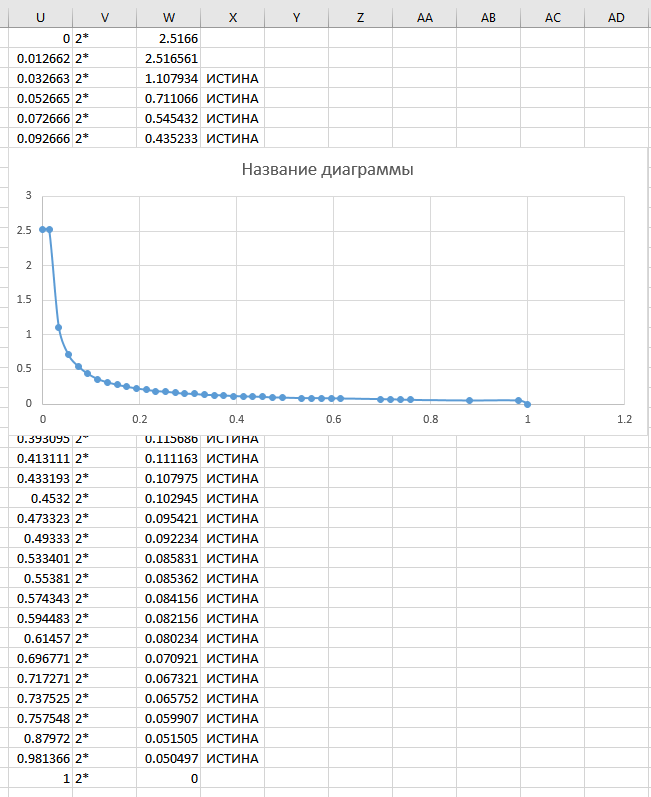 U V W X Y Z AA AB AC AD
0 2* 2.5166
0.012662 2* 2.516561
0.032663 2* 1.107934 ИСТИНА
0.052665 2* 0.711066 ИСТИНА
0.072666 2* 0.545432 ИСТИНА
0.092666 2* 0.435233 ИСТИНА
Название диаграммы
3
2.5
2
1.5
1
0.5
0
0 0.2 0.4 0.6 0.8 1 1.2
0.393095 2* 0.115686 ИСТИНА
0.413111 2* 0.111163 ИСТИНА
0.433193 2* 0.107975 ИСТИНА
0.4532 2* 0.102945 ИСТИНА
0.473323 2* 0.095421 ИСТИНА
0.49333 2* 0.092234 ИСТИНА
0.533401 2* 0.085831 ИСТИНА
0.55381 2* 0.085362 ИСТИНА
0.574343 2* 0.084156 ИСТИНА
0.594483 2* 0.082156 ИСТИНА
0.61457 2* 0.080234 ИСТИНА
0.696771 2* 0.070921 ИСТИНА
0.717271 2* 0.067321 ИСТИНА
0.737525 2* 0.065752 ИСТИНА
0.757548 2* 0.059907 ИСТИНА
0.87972 2* 0.051505 ИСТИНА
0.981366 2* 0.050497 ИСТИНА
1 2* 0